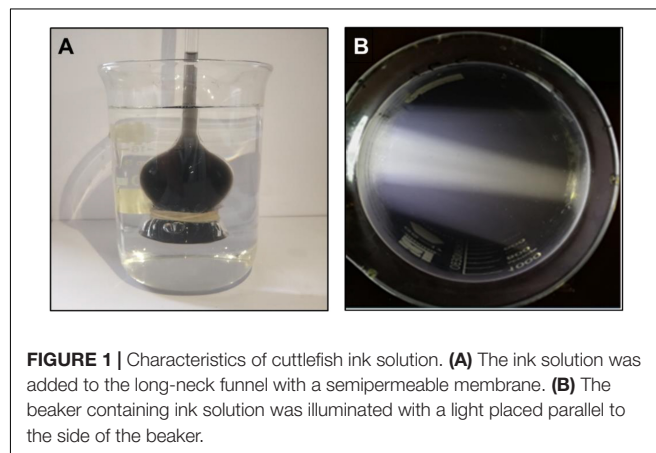 A
B
FIGURE 1 | Characteristics of cuttlefish ink solution. (A) The ink solution was
added to the long-neck funnel with a semipermeable membrane. (B) The
beaker containing ink solution was illuminated with a light placed parallel to
the side of the beaker.